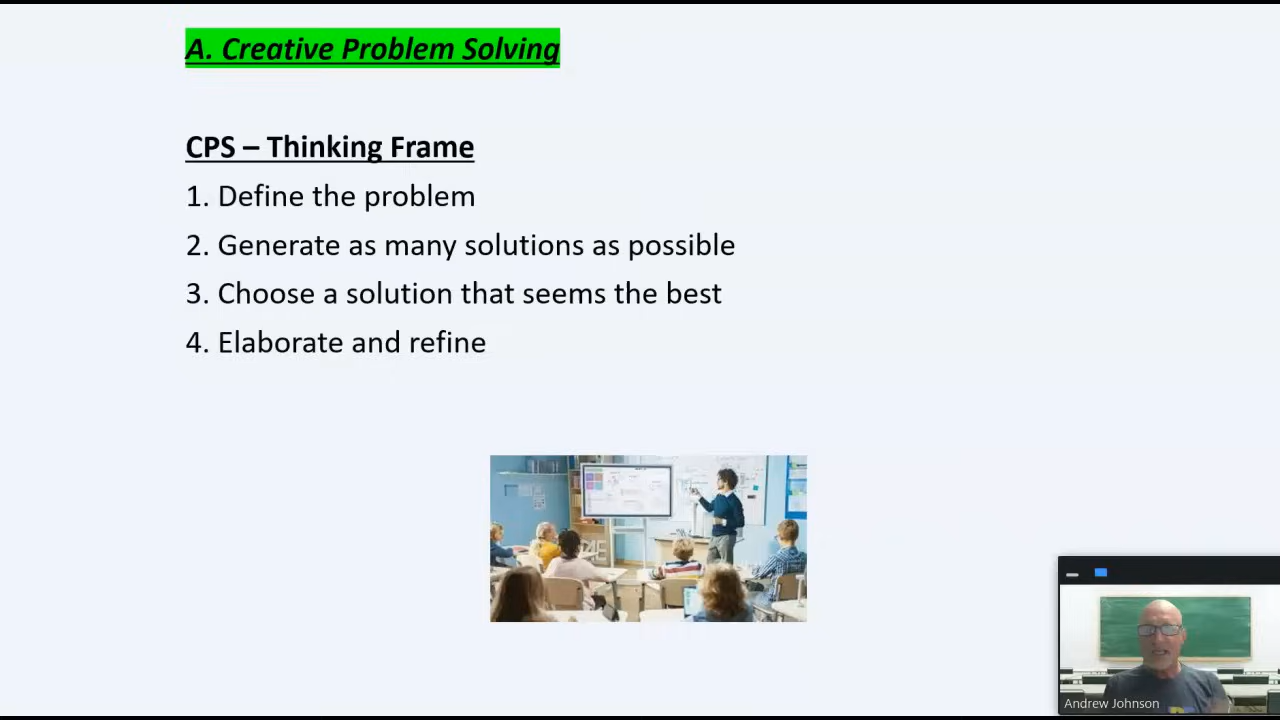 A. Creative Problem Solving
CPS – Thinking Frame
1. Define the problem
2. Generate as many solutions as possible
3. Choose a solution that seems the best
4. Elaborate and refine
Andrew Johnson